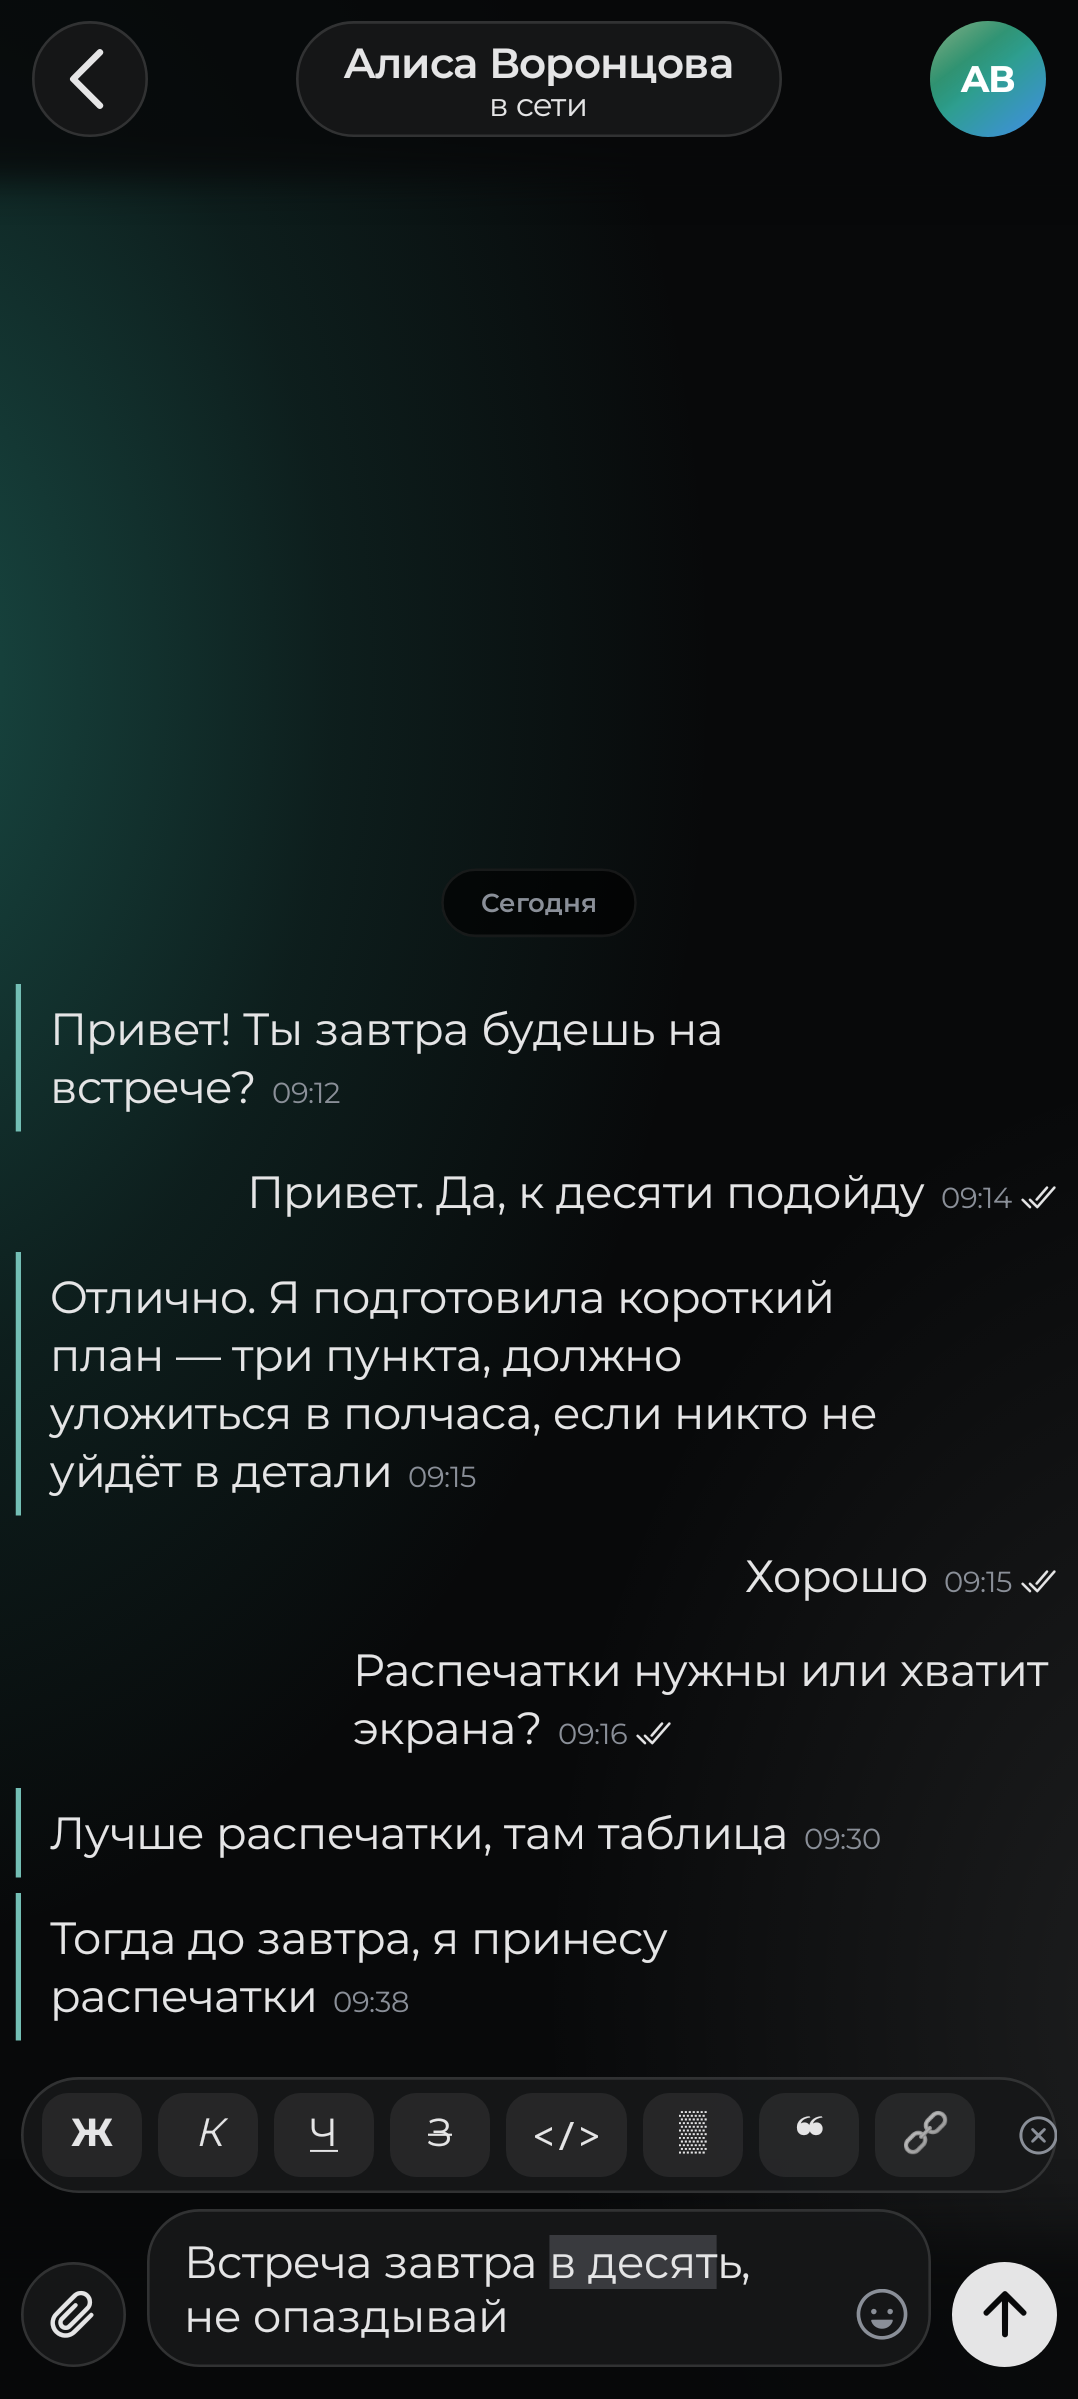 Алиса Воронцова
в сети
АВ
Сегодня
Привет! Ты завтра будешь на
встрече? 09:12
Привет. Да, к десяти подойду 09:14
Отлично. Я подготовила короткий
план — три пункта, должно
уложиться в полчаса, если никто не
уйдёт в детали 09:15
Хорошо 09:15
Распечатки нужны или хватит
экрана? 09:16
Лучше распечатки, там таблица 09:30
Тогда до завтра, я принесу
распечатки 09:38
Ж К Ч З </> ▒ ❝
Встреча завтра в десять,
не опаздывай